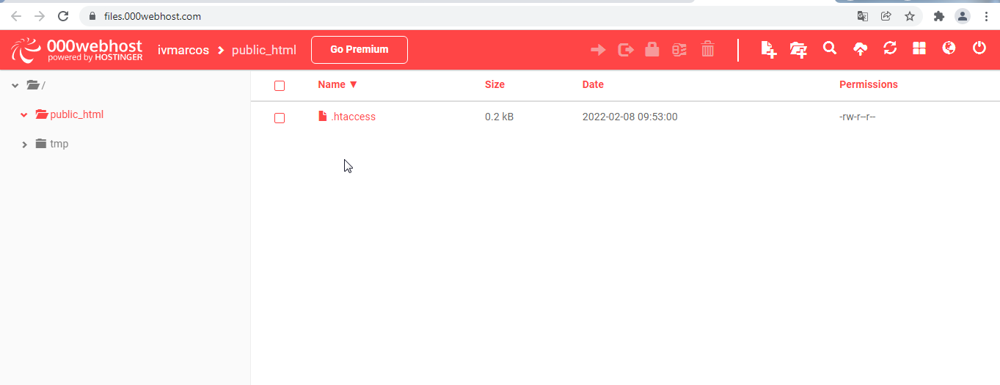 files.000webhost.com
000webhost
powered by HOSTINGER
ivmarcos > public_html
Go Premium
/
public_html
tmp
Name ▼ Size Date Permissions
.htaccess 0.2 kB 2022-02-08 09:53:00 -rw-r--r--